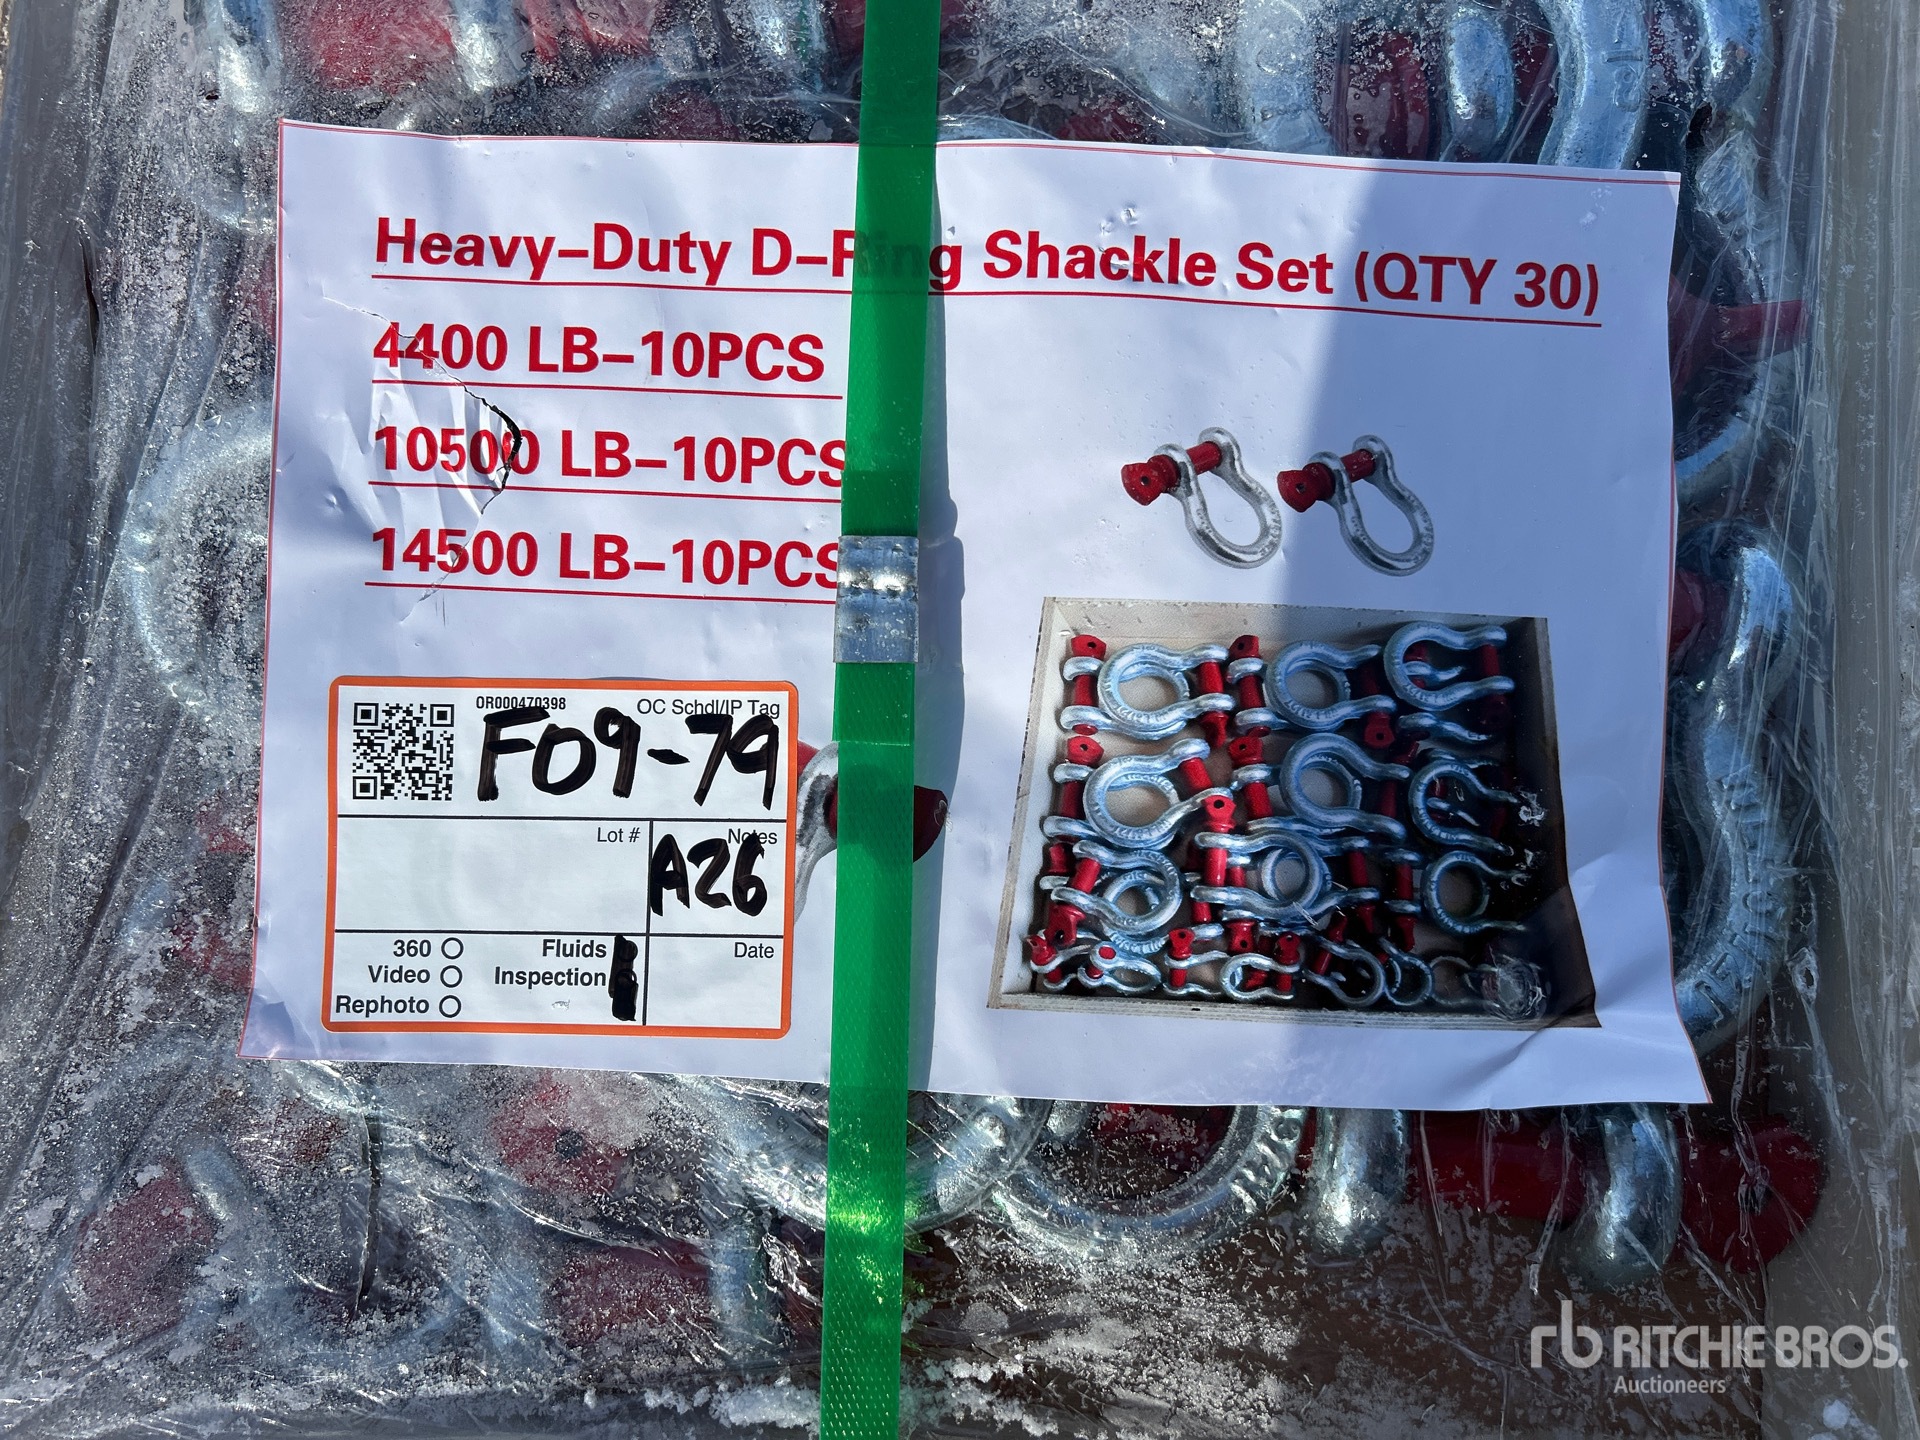 Heavy-Duty D-Ring Shackle Set (QTY 30)
4400 LB-10PCS
10500 LB-10PCS
14500 LB-10PCS
OR000470398
OC Schdl/IP Tag
F09-79
Lot #
Notes
A26
360
Fluids
Date
Video
Inspection
Rephoto
rb RITCHIE BROS.
Auctioneers